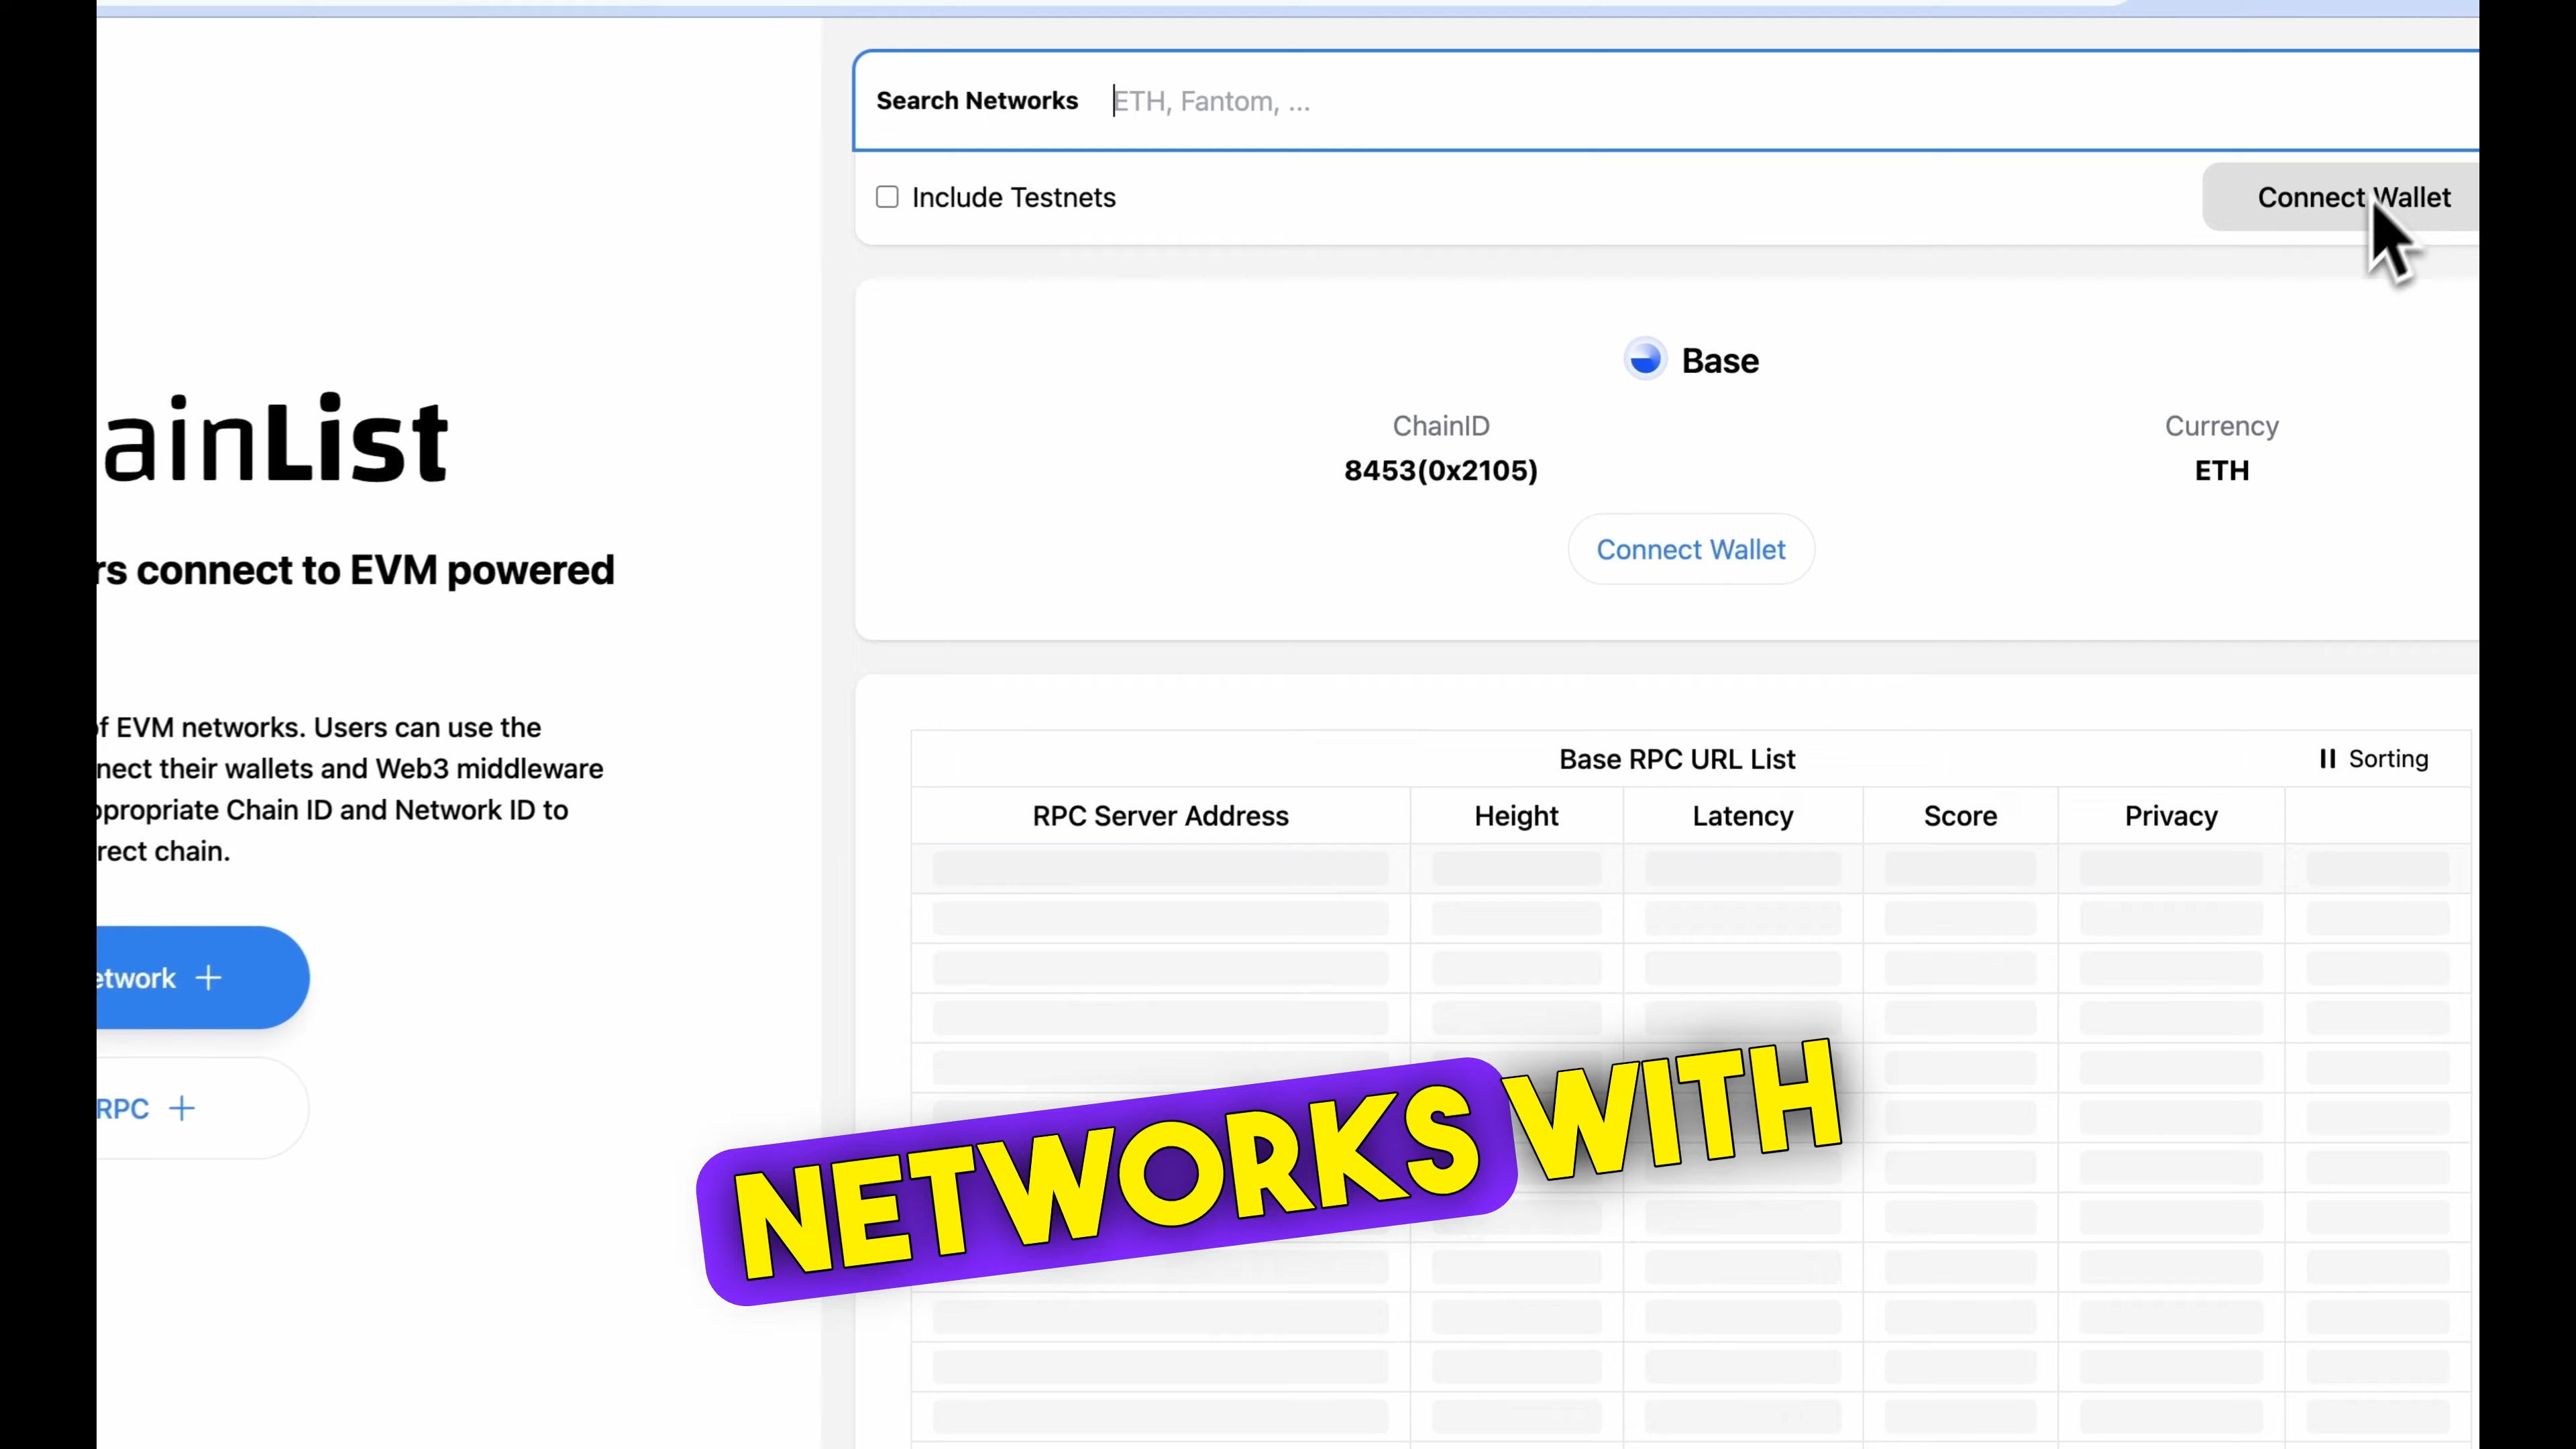 Search Networks ETH, Fantom, ...
Include Testnets
Connect Wallet
Base
ChainID
8453(0x2105)
Currency
ETH
Connect Wallet
ainList
rs connect to EVM powered
of EVM networks. Users can use the
nect their wallets and Web3 middleware
ppropriate Chain ID and Network ID to
rrect chain.
etwork +
RPC +
Base RPC URL List
Sorting
RPC Server Address Height Latency Score Privacy
NETWORKS WITH